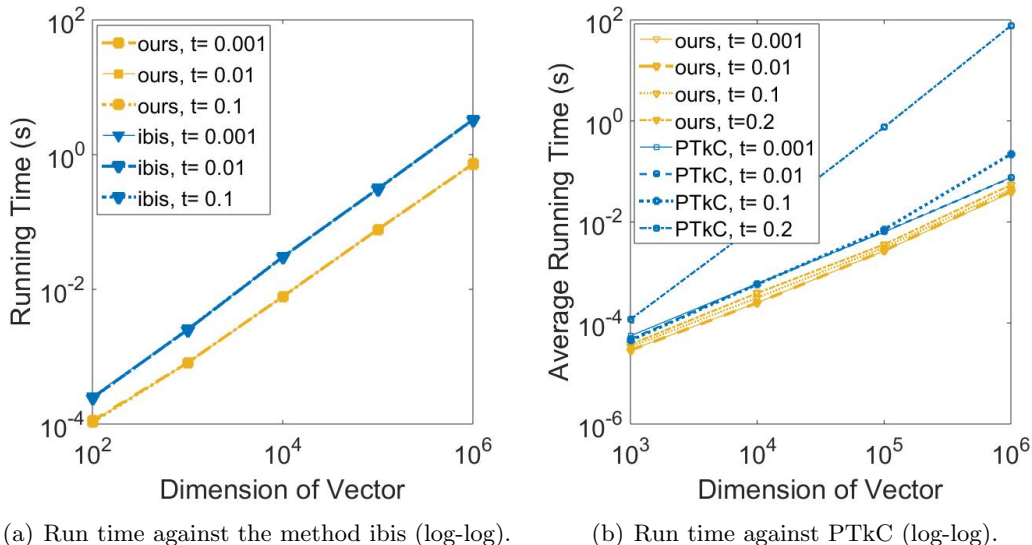 10^2
10^0
10^-2
10^-4
Running Time (s)
ours, t= 0.001
ours, t= 0.01
ours, t= 0.1
ibis, t= 0.001
ibis, t= 0.01
ibis, t= 0.1
10^2
10^4
10^6
Dimension of Vector
(a) Run time against the method ibis (log-log).
10^2
10^0
10^-2
10^-4
10^-6
Average Running Time (s)
ours, t= 0.001
ours, t= 0.01
ours, t= 0.1
ours, t=0.2
PTkC, t= 0.001
PTkC, t= 0.01
PTkC, t= 0.1
PTkC, t= 0.2
10^3
10^4
10^5
10^6
Dimension of Vector
(b) Run time against PTkC (log-log).